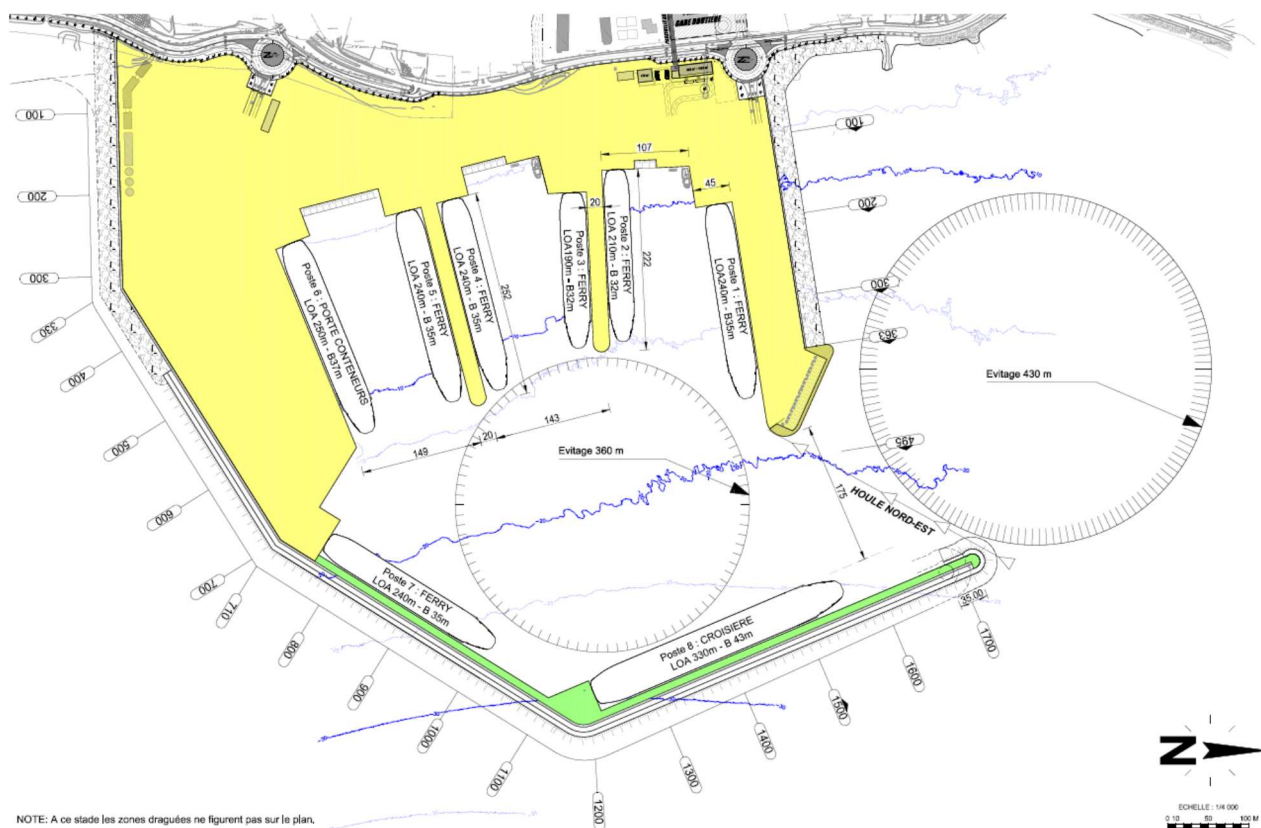 GARE ROUTIERE
100
200
300
330
400
500
600
700
710
800
900
1000
1100
1200
1300
1400
1500
1600
1700
100
200
300
363
495
107
45
20
222
252
143
20
149
175
35,00
Poste 1 : FERRY
LOA240m - B35m
Poste 2 : FERRY
LOA 210m - B 32m
Poste 3 : FERRY
LOA190m - B32m
Poste 4 : FERRY
LOA 240m - B 35m
Poste 5 : FERRY
LOA 240m - B 35m
Poste 6 : PORTE CONTENEURS
LOA 250m - B37m
Poste 7 : FERRY
LOA 240m - B 35m
Poste 8 : CROISIERE
LOA 330m - B 43m
Evitage 360 m
Evitage 430 m
HOULE NORD-EST
N
ECHELLE : 1/4 000
0 10 50 100 M
NOTE: A ce stade les zones draguées ne figurent pas sur le plan.